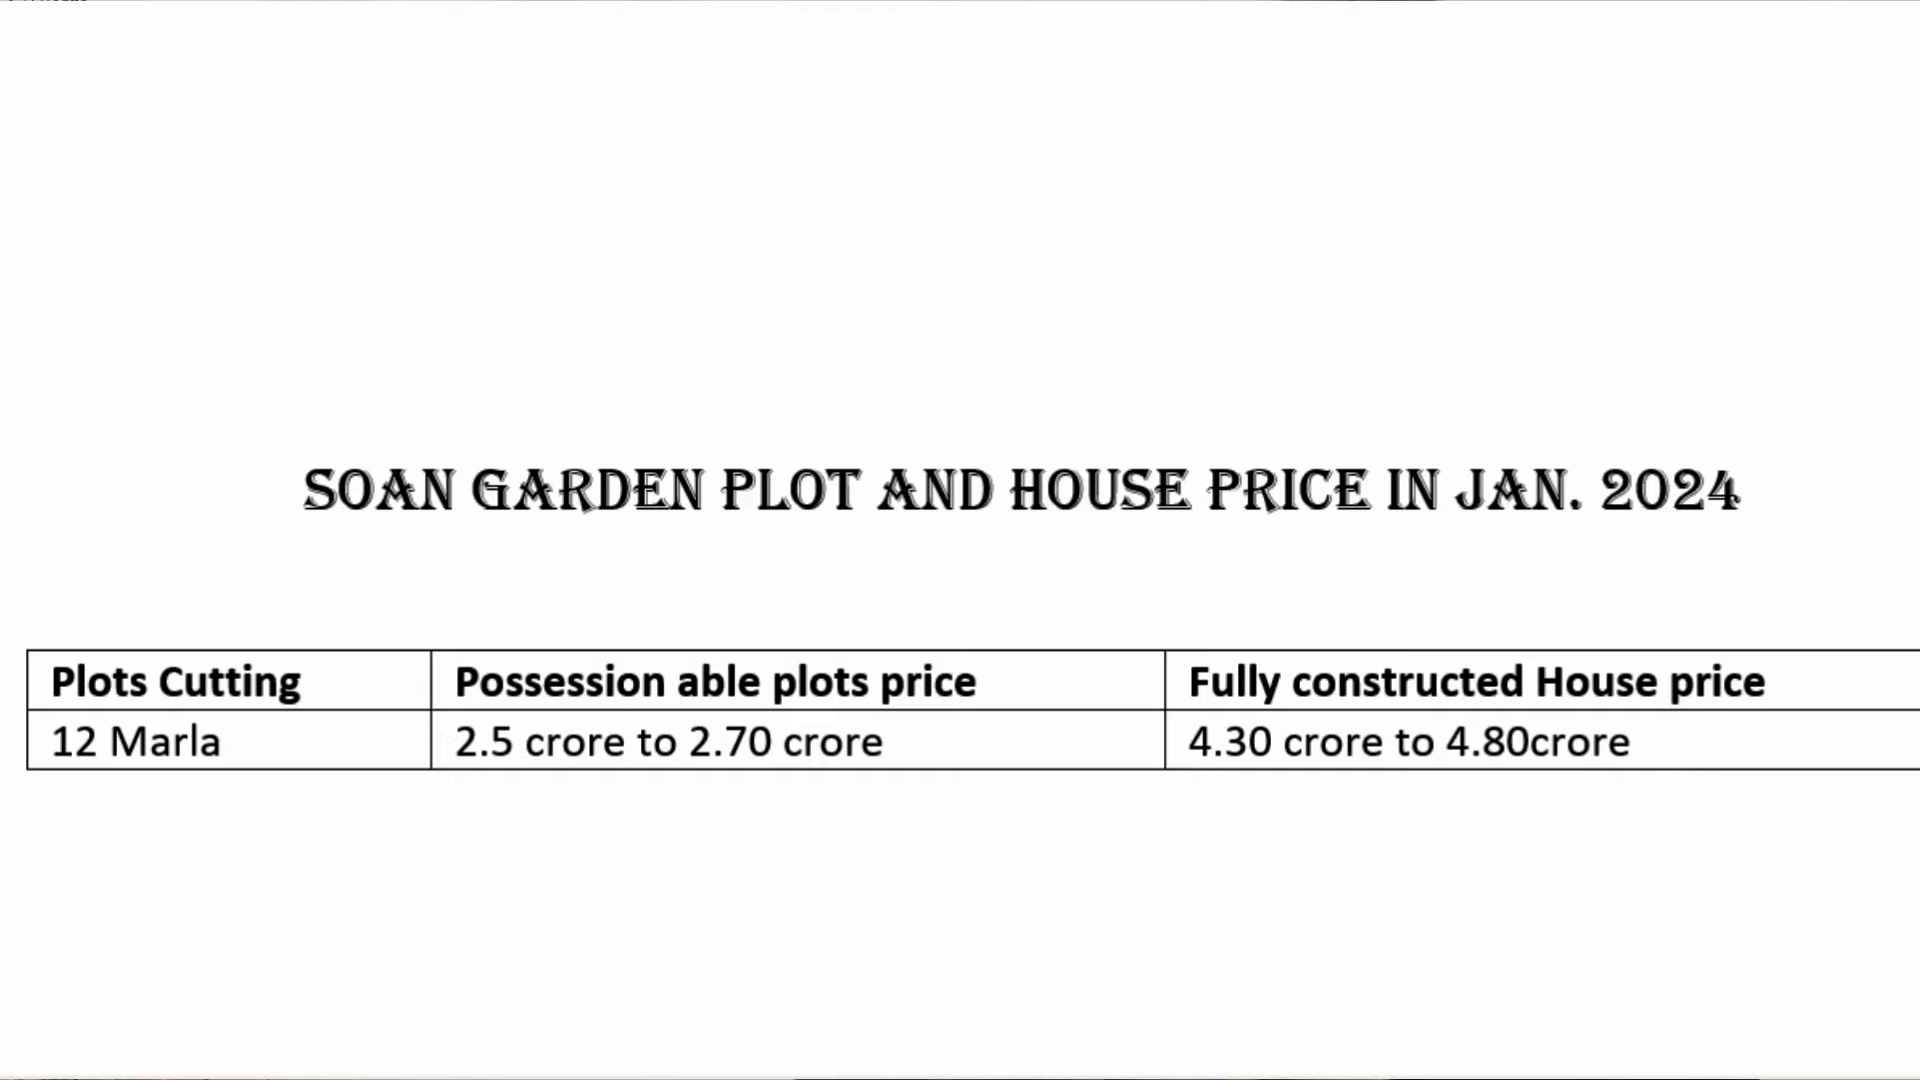 SOAN GARDEN PLOT AND HOUSE PRICE IN JAN. 2024
Plots Cutting Possession able plots price Fully constructed House price
12 Marla 2.5 crore to 2.70 crore 4.30 crore to 4.80crore